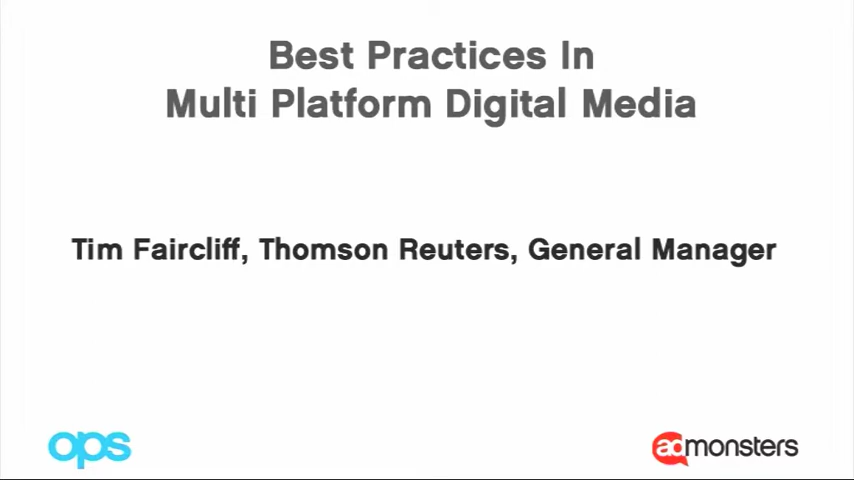 Best Practices In
Multi Platform Digital Media
Tim Faircliff, Thomson Reuters, General Manager
ops
admonsters